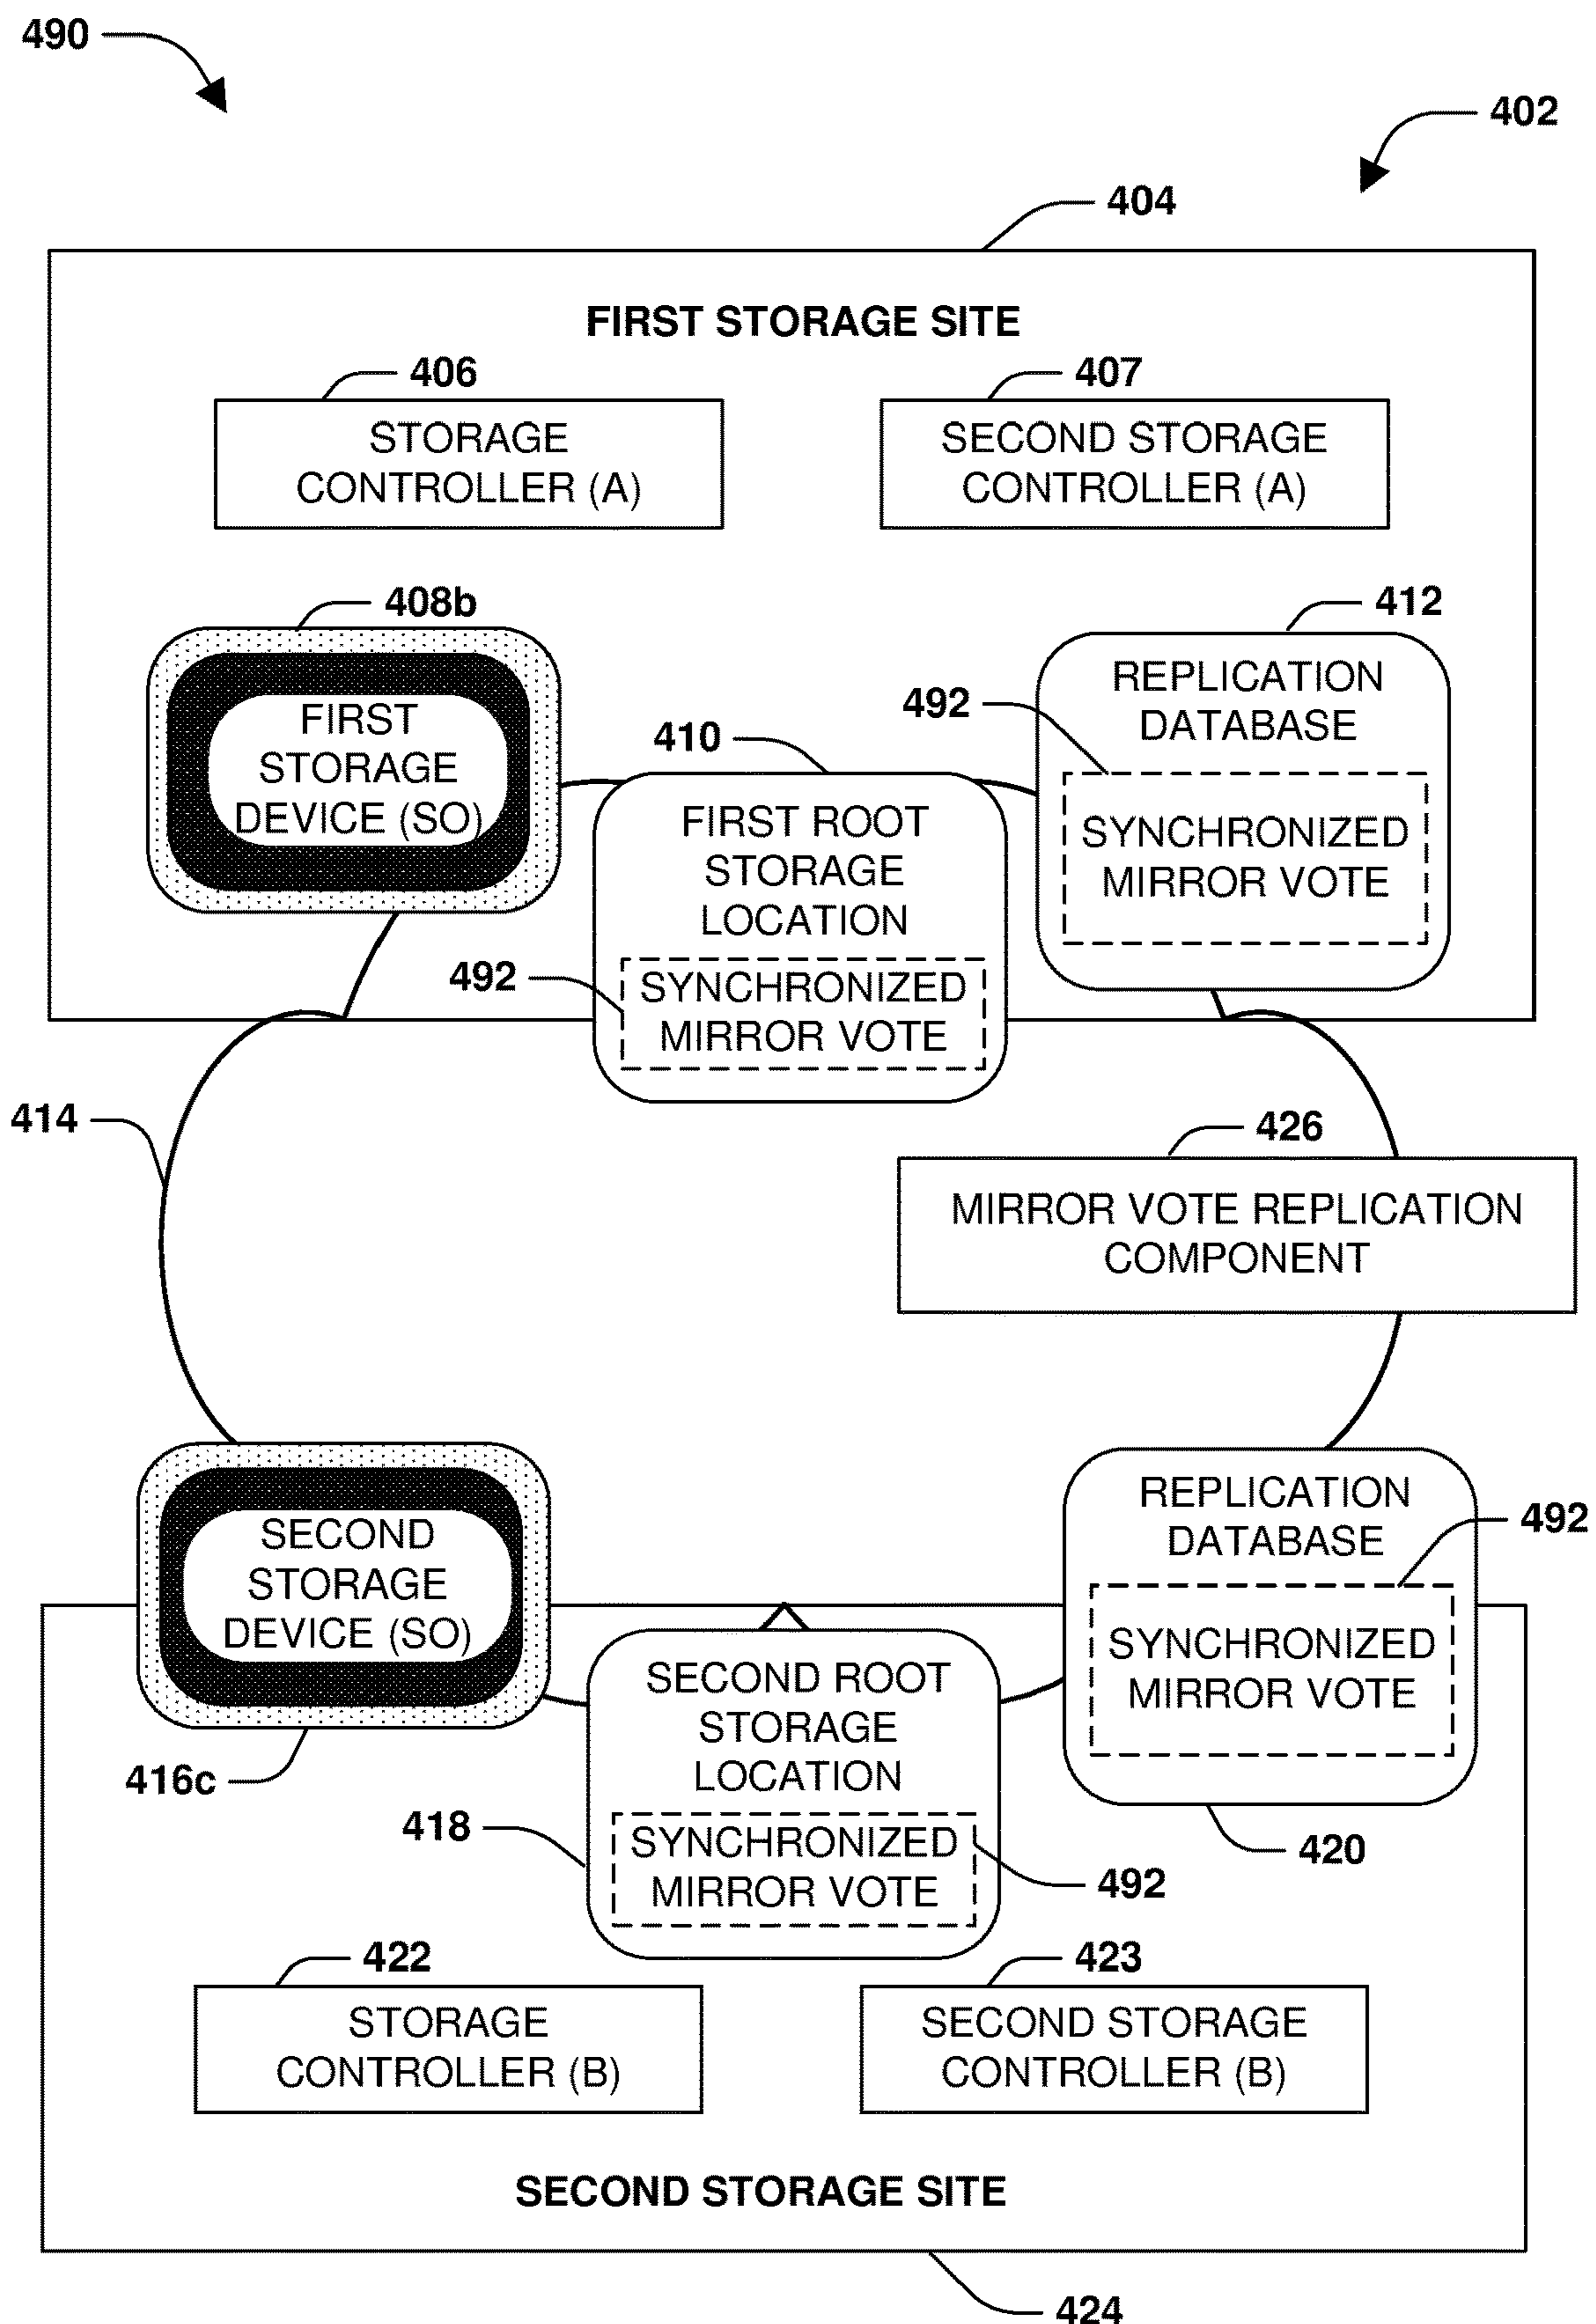 490
402
404
FIRST STORAGE SITE
406
407
STORAGE
CONTROLLER (A)
SECOND STORAGE
CONTROLLER (A)
408b
412
FIRST
STORAGE
DEVICE (SO)
410
492
REPLICATION
DATABASE
SYNCHRONIZED
MIRROR VOTE
FIRST ROOT
STORAGE
LOCATION
492
SYNCHRONIZED
MIRROR VOTE
414
426
MIRROR VOTE REPLICATION
COMPONENT
SECOND
STORAGE
DEVICE (SO)
416c
REPLICATION
DATABASE
492
SYNCHRONIZED
MIRROR VOTE
420
SECOND ROOT
STORAGE
LOCATION
418
SYNCHRONIZED
MIRROR VOTE
492
422
423
STORAGE
CONTROLLER (B)
SECOND STORAGE
CONTROLLER (B)
SECOND STORAGE SITE
424